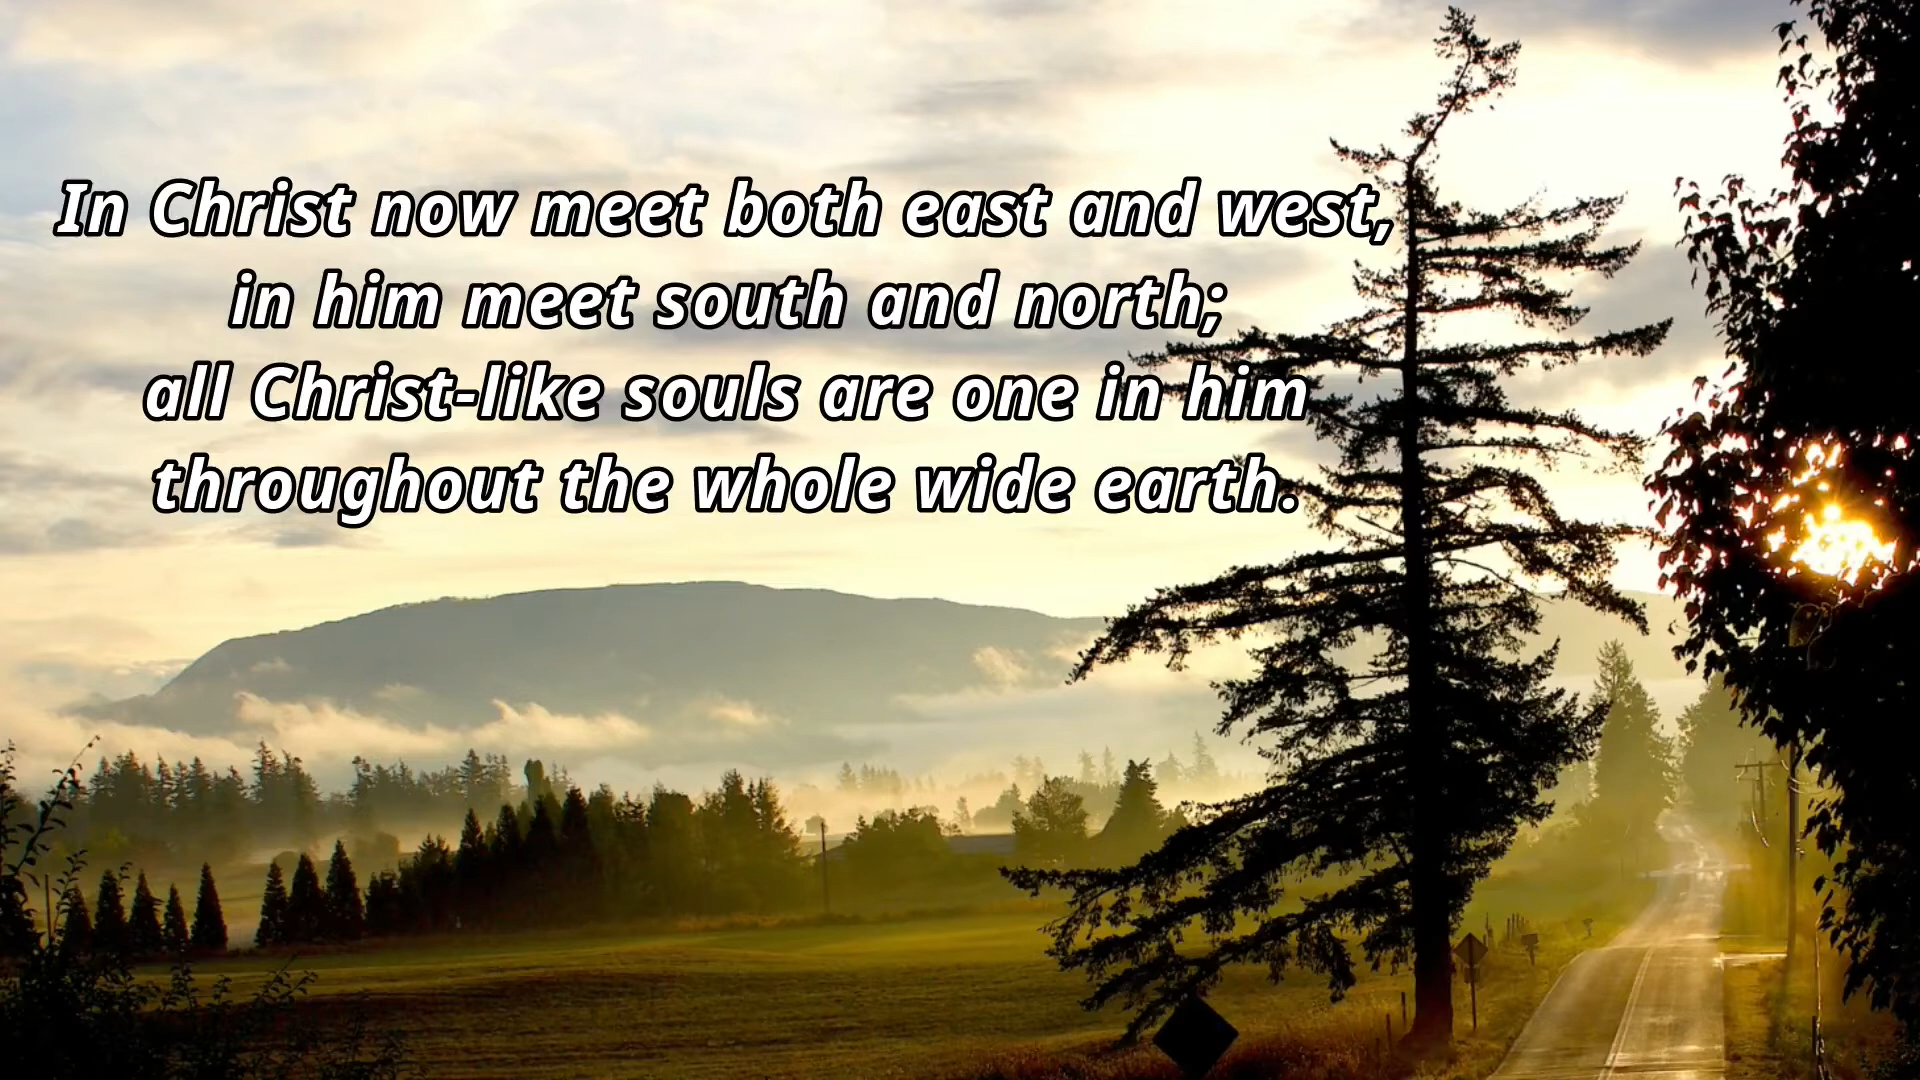 In Christ now meet both east and west,
in him meet south and north;
all Christ-like souls are one in him
throughout the whole wide earth.